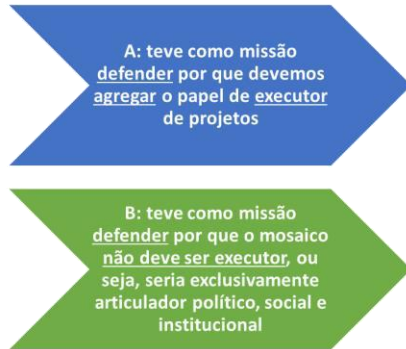 A: teve como missão
defender por que devemos
agregar o papel de executor
de projetos
B: teve como missão
defender por que o mosaico
não deve ser executor, ou
seja, seria exclusivamente
articulador político, social e
institucional